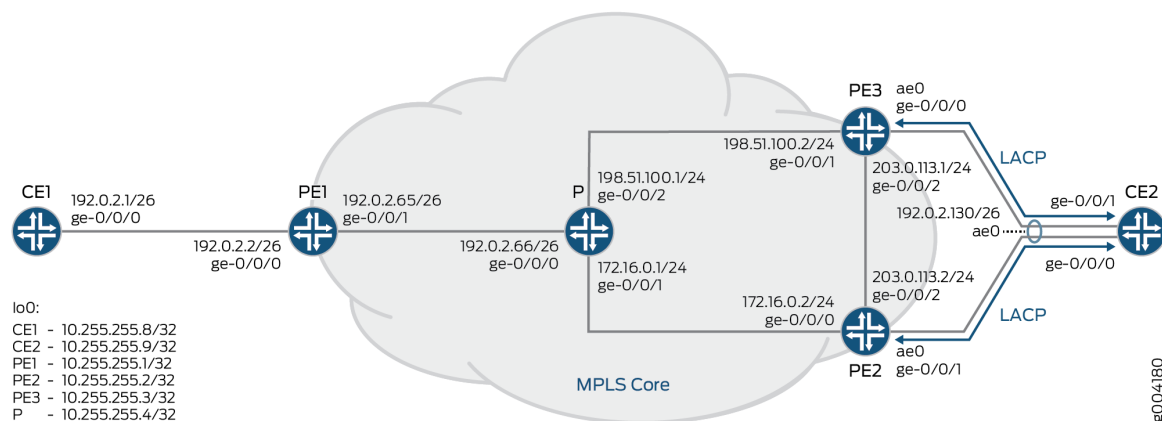 CE1
192.0.2.1/26
ge-0/0/0
192.0.2.2/26
ge-0/0/0
PE1
192.0.2.65/26
ge-0/0/1
192.0.2.66/26
ge-0/0/0
P
198.51.100.1/24
ge-0/0/2
172.16.0.1/24
ge-0/0/1
198.51.100.2/24
ge-0/0/1
PE3
ae0
ge-0/0/0
203.0.113.1/24
ge-0/0/2
LACP
192.0.2.130/26
ae0
ge-0/0/1
CE2
ge-0/0/0
203.0.113.2/24
ge-0/0/2
172.16.0.2/24
ge-0/0/0
LACP
PE2
ae0
ge-0/0/1
MPLS Core
lo0:
CE1 - 10.255.255.8/32
CE2 - 10.255.255.9/32
PE1 - 10.255.255.1/32
PE2 - 10.255.255.2/32
PE3 - 10.255.255.3/32
P - 10.255.255.4/32
g004180